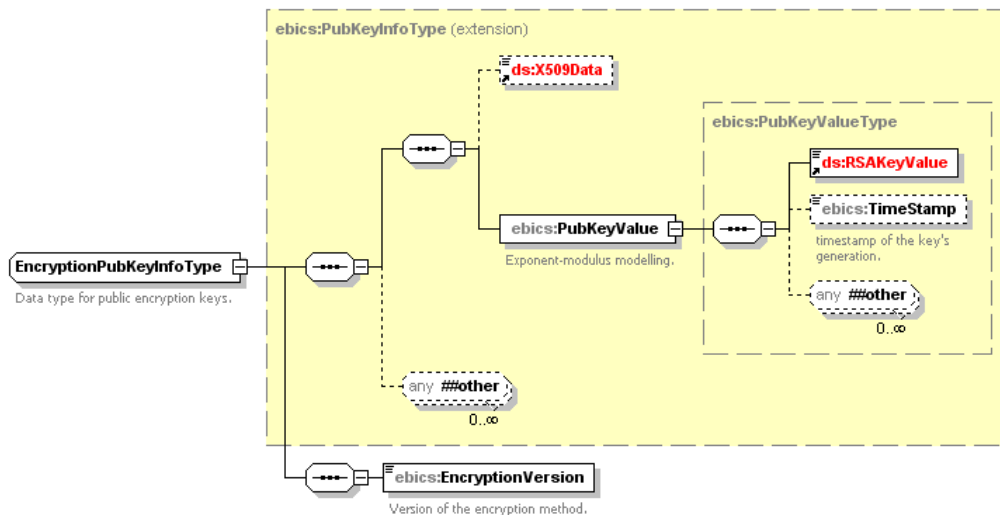 ebics:PubKeyInfoType (extension)
ds:X509Data
ebics:PubKeyValueType
ds:RSAKeyValue
ebics:TimeStamp
timestamp of the key's
generation.
ebics:PubKeyValue
Exponent-modulus modelling.
any ##other
0..∞
EncryptionPubKeyInfoType
Data type for public encryption keys.
any ##other
0..∞
ebics:EncryptionVersion
Version of the encryption method.